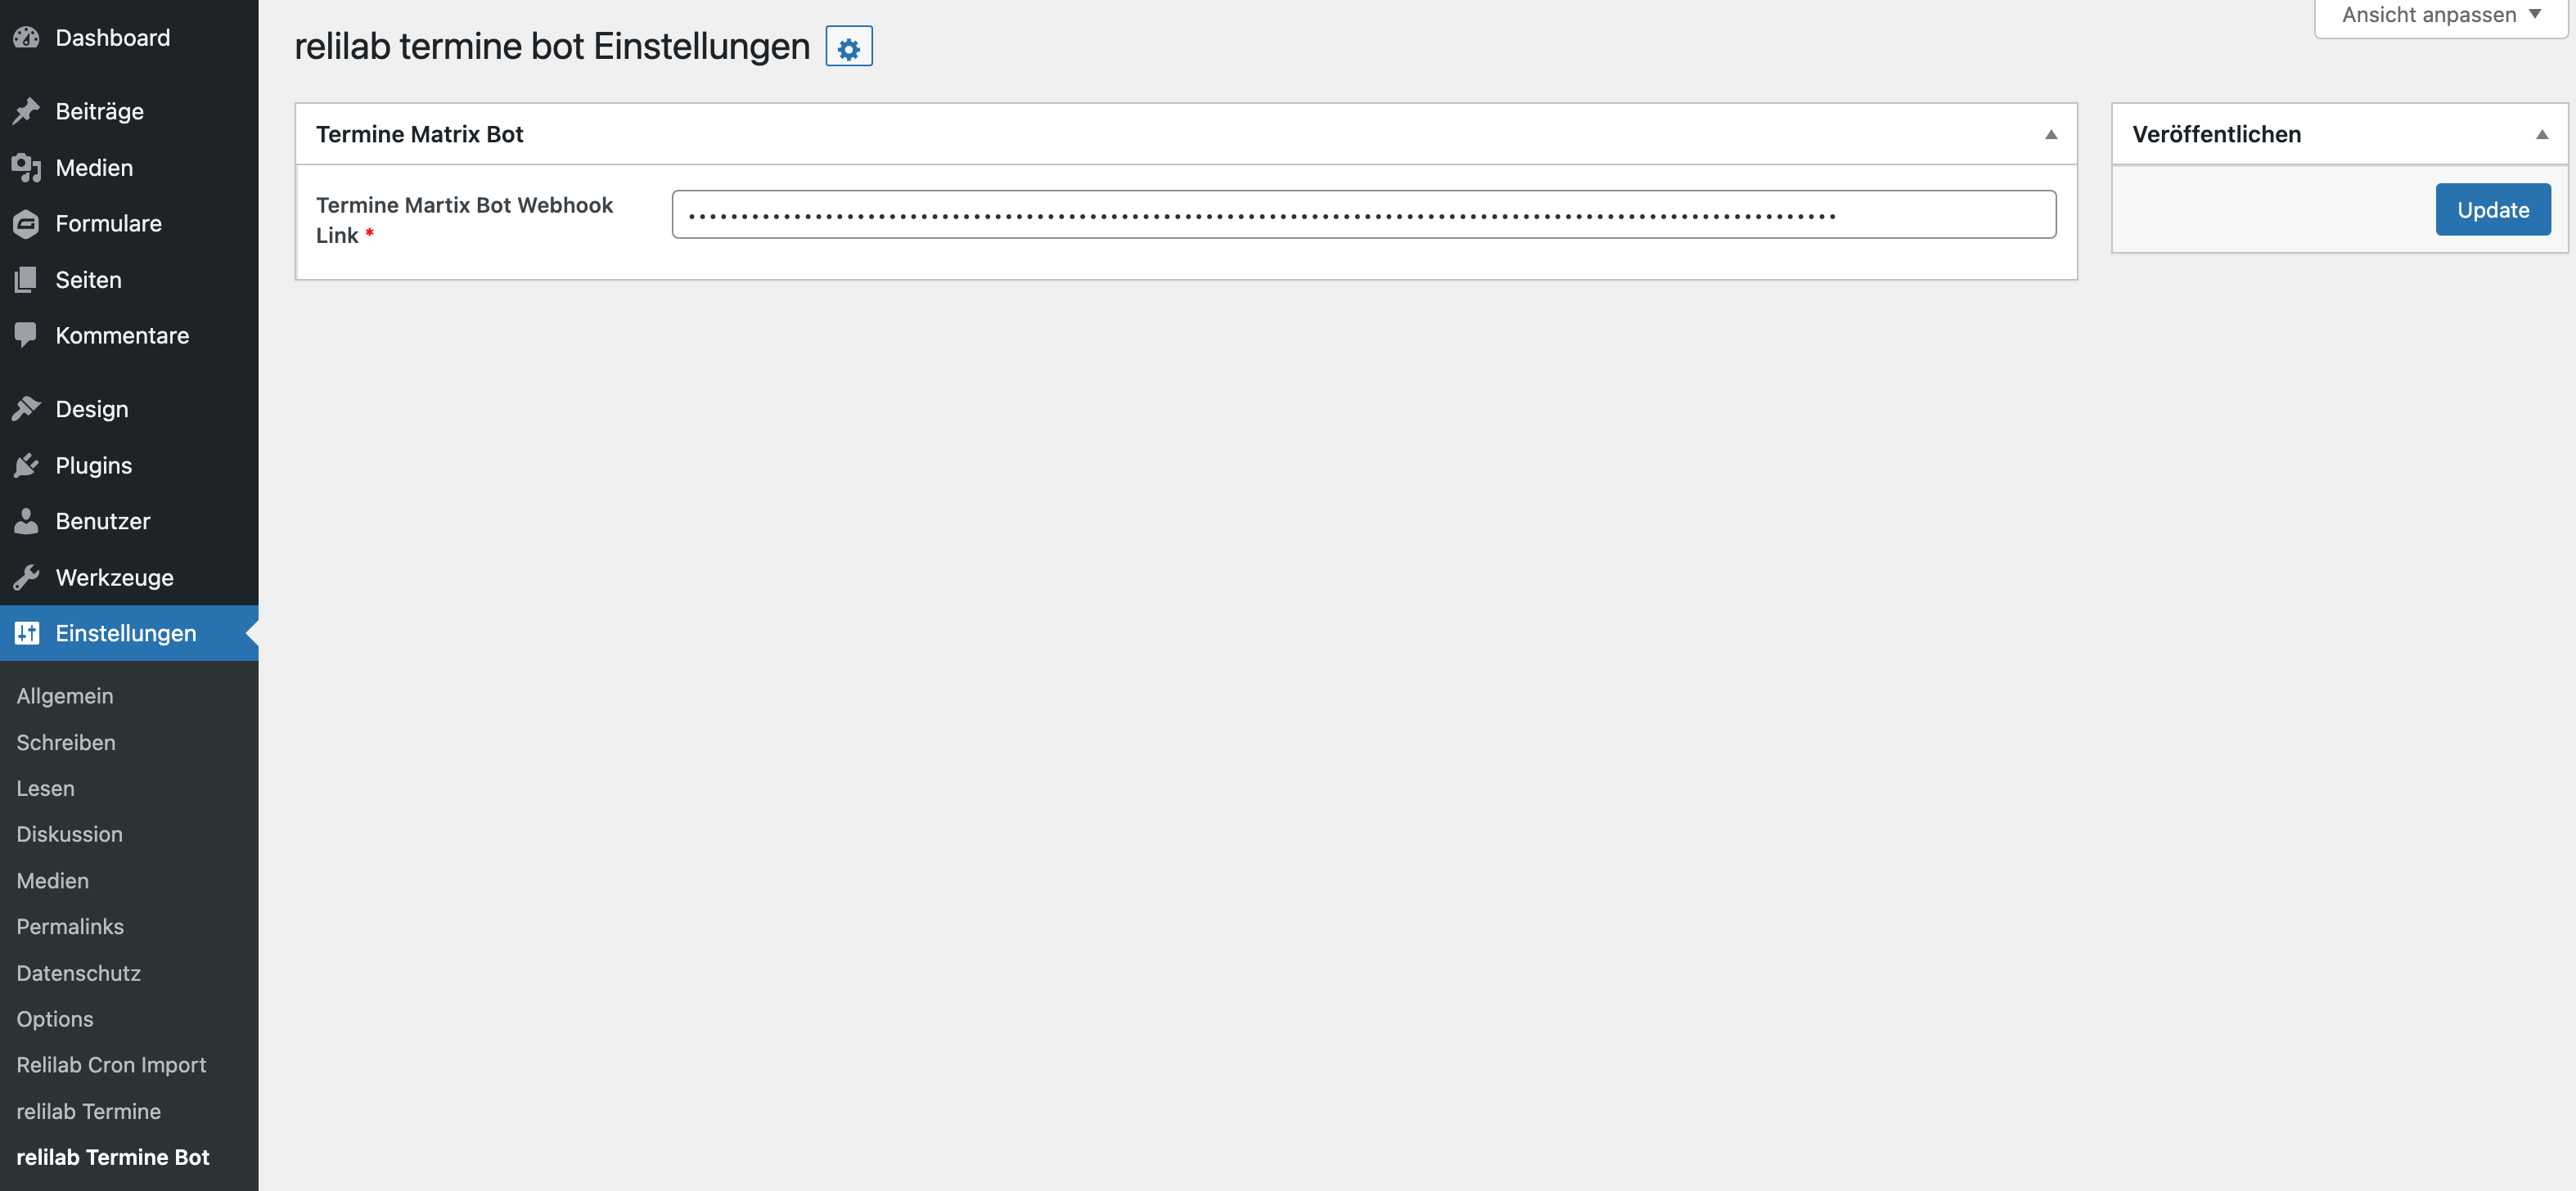 Dashboard
Beiträge
Medien
Formulare
Seiten
Kommentare
Design
Plugins
Benutzer
Werkzeuge
Einstellungen
Allgemein
Schreiben
Lesen
Diskussion
Medien
Permalinks
Datenschutz
Options
Relilab Cron Import
relilab Termine
relilab Termine Bot
Ansicht anpassen
relilab termine bot Einstellungen
Termine Matrix Bot
Termine Martix Bot Webhook
Link *
Veröffentlichen
Update